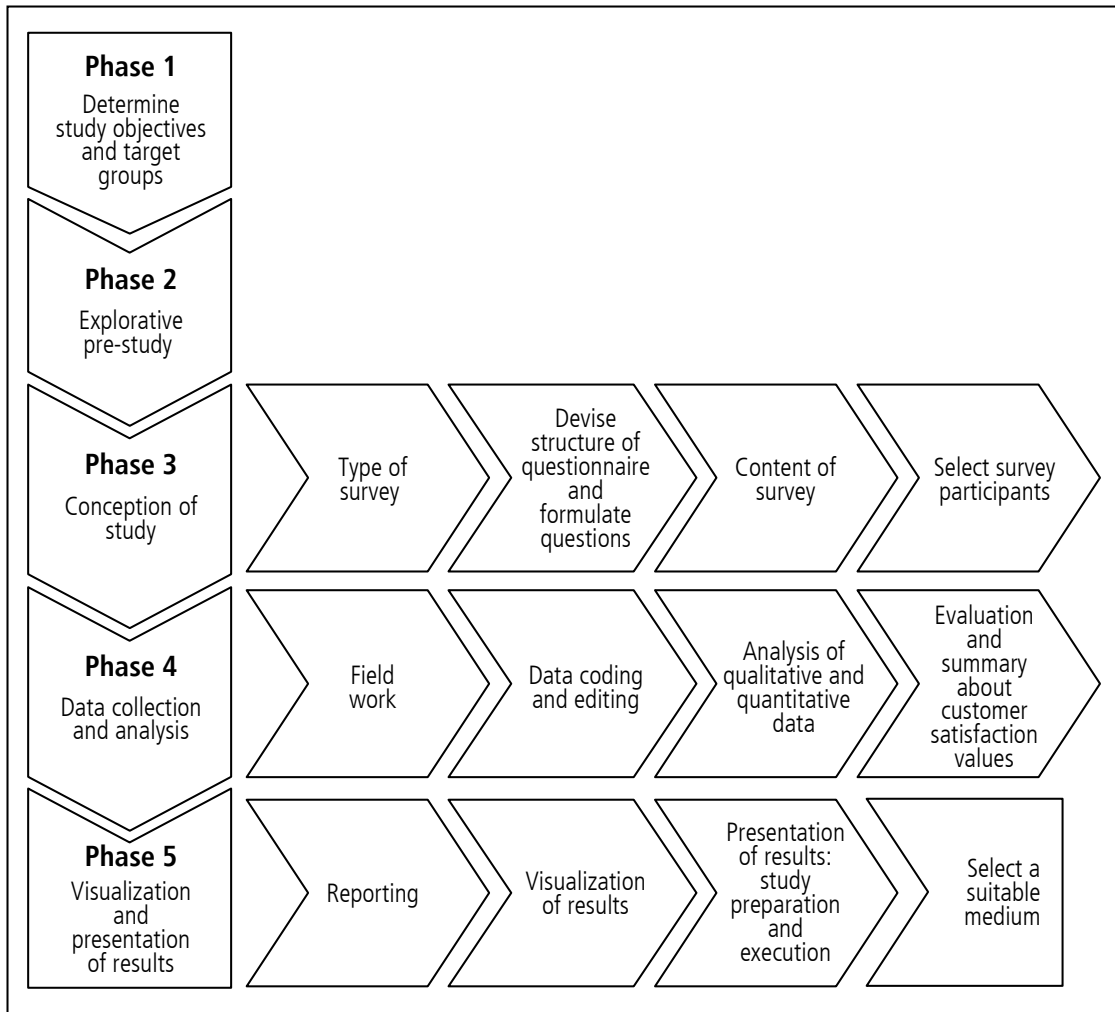 Phase 1
Determine
study objectives
and target
groups
Phase 2
Explorative
pre-study
Phase 3
Conception of
study
Type of
survey
Devise
structure of
questionnaire
and
formulate
questions
Content of
survey
Select survey
participants
Phase 4
Data collection
and analysis
Field
work
Data coding
and editing
Analysis of
qualitative and
quantitative
data
Evaluation
and
summary
about
customer
satisfaction
values
Phase 5
Visualization
and
presentation
of results
Reporting
Visualization
of results
Presentation
of results:
study
preparation
and
execution
Select a
suitable
medium